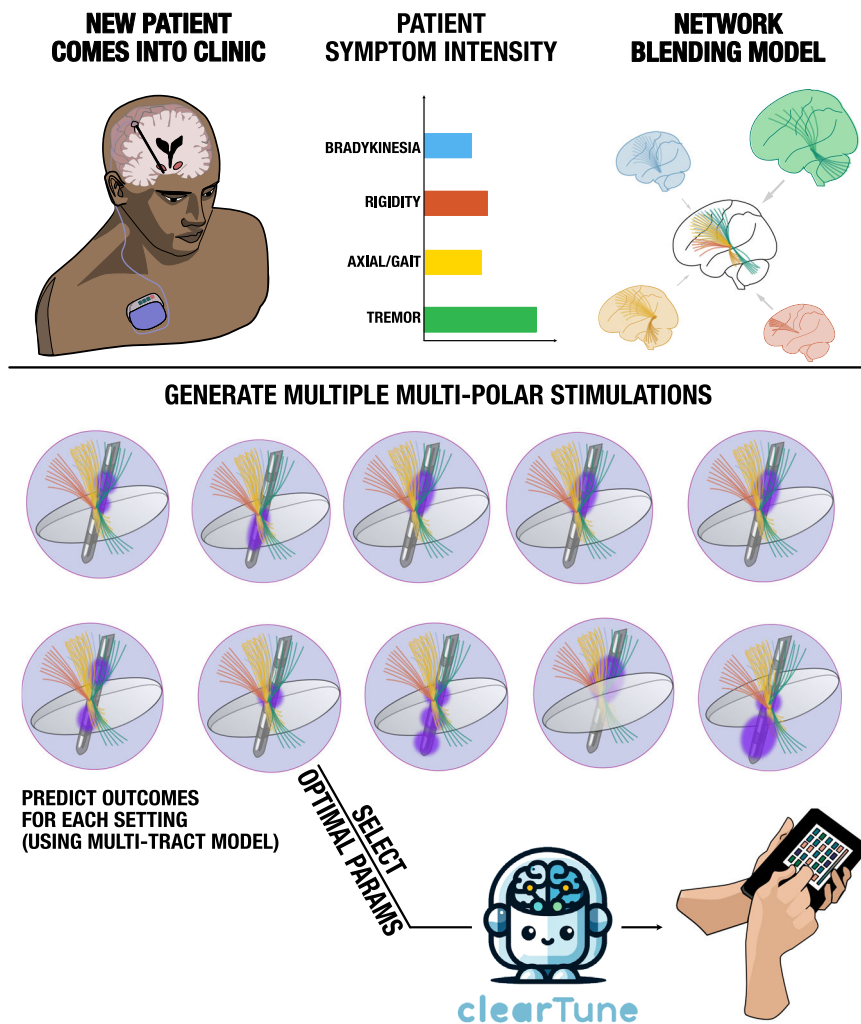 NEW PATIENT
COMES INTO CLINIC
PATIENT
SYMPTOM INTENSITY
NETWORK
BLENDING MODEL
BRADYKINESIA
RIGIDITY
AXIAL/GAIT
TREMOR
GENERATE MULTIPLE MULTI-POLAR STIMULATIONS
PREDICT OUTCOMES
FOR EACH SETTING
(USING MULTI-TRACT MODEL)
SELECT
OPTIMAL PARAMS
clearTune